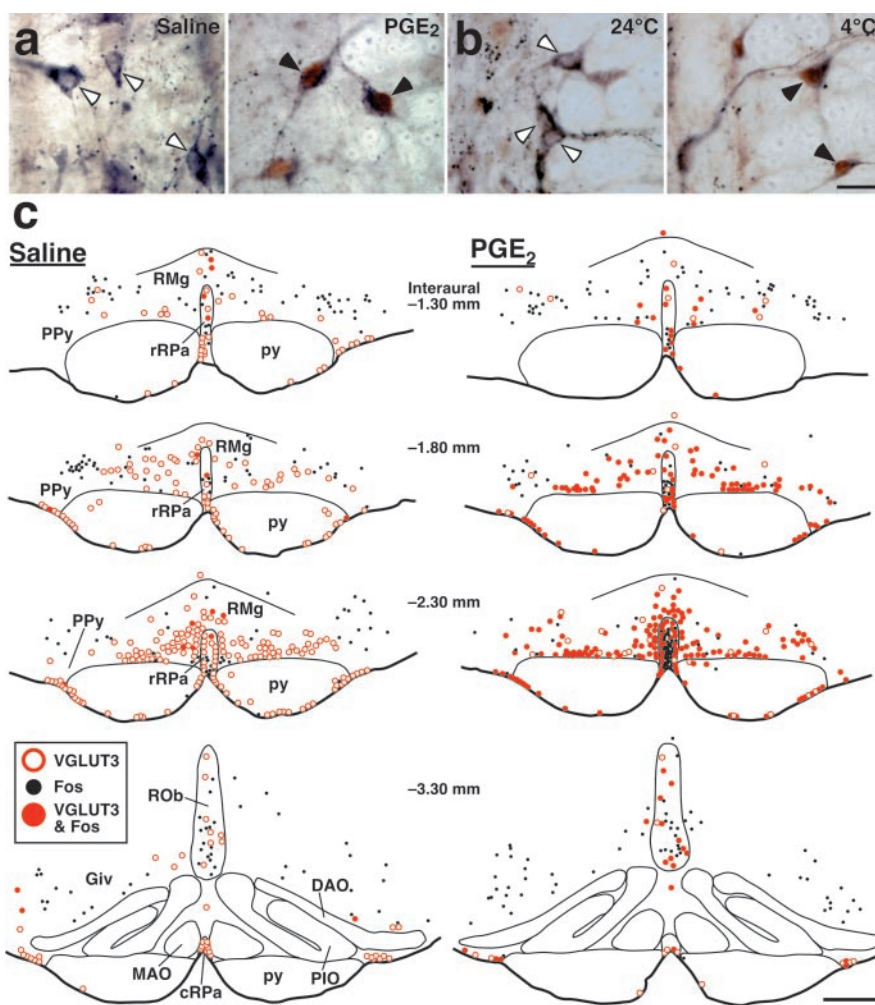 a
Saline
PGE₂
b
24°C
4°C
c
Saline
PGE₂
RMg
Interaural
–1.30 mm
PPy
rRPa
py
RMg
–1.80 mm
PPy
rRPa
py
RMg
–2.30 mm
PPy
rRPa
py
VGLUT3
Fos
VGLUT3
& Fos
–3.30 mm
ROb
Giv
DAO
MAO
PIO
cRPa
py